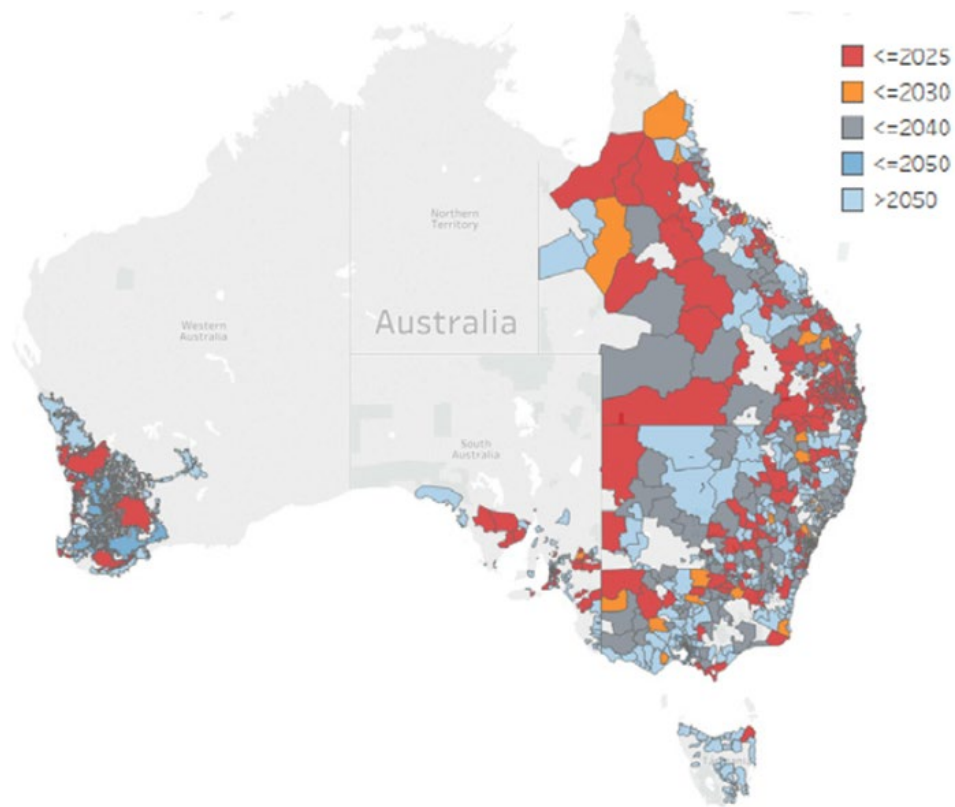 <=2025
<=2030
<=2040
<=2050
>2050
Northern
Territory
Australia
Western
Australia
South
Australia